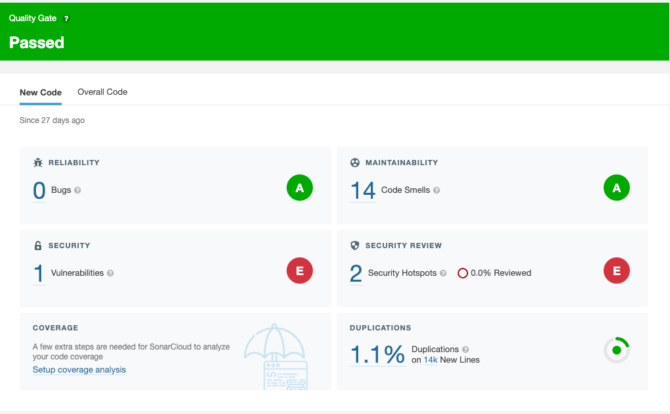 Quality Gate ?
Passed
New Code Overall Code
Since 27 days ago
RELIABILITY
0 Bugs ?
A
MAINTAINABILITY
14 Code Smells ?
A
SECURITY
1 Vulnerabilities ?
E
SECURITY REVIEW
2 Security Hotspots ? 0.0% Reviewed
E
COVERAGE
A few extra steps are needed for SonarCloud to analyze
your code coverage
Setup coverage analysis
DUPLICATIONS
1.1% Duplications ?
on 14k New Lines